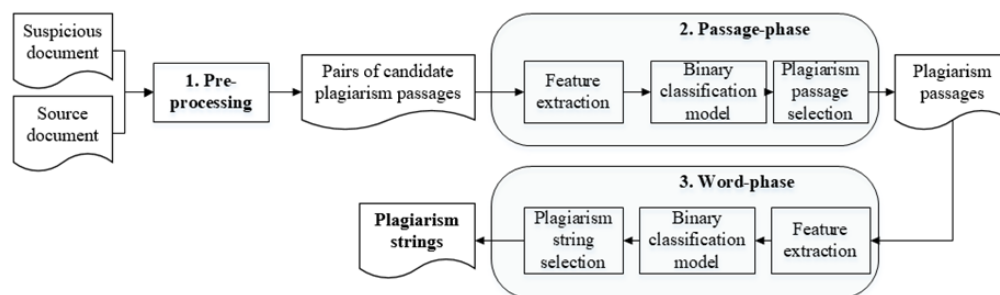 Suspicious
document
Source
document
1. Pre-
processing
Pairs of candidate
plagiarism passages
2. Passage-phase
Feature
extraction
Binary
classification
model
Plagiarism
passage
selection
Plagiarism
passages
3. Word-phase
Feature
extraction
Binary
classification
model
Plagiarism
string
selection
Plagiarism
strings